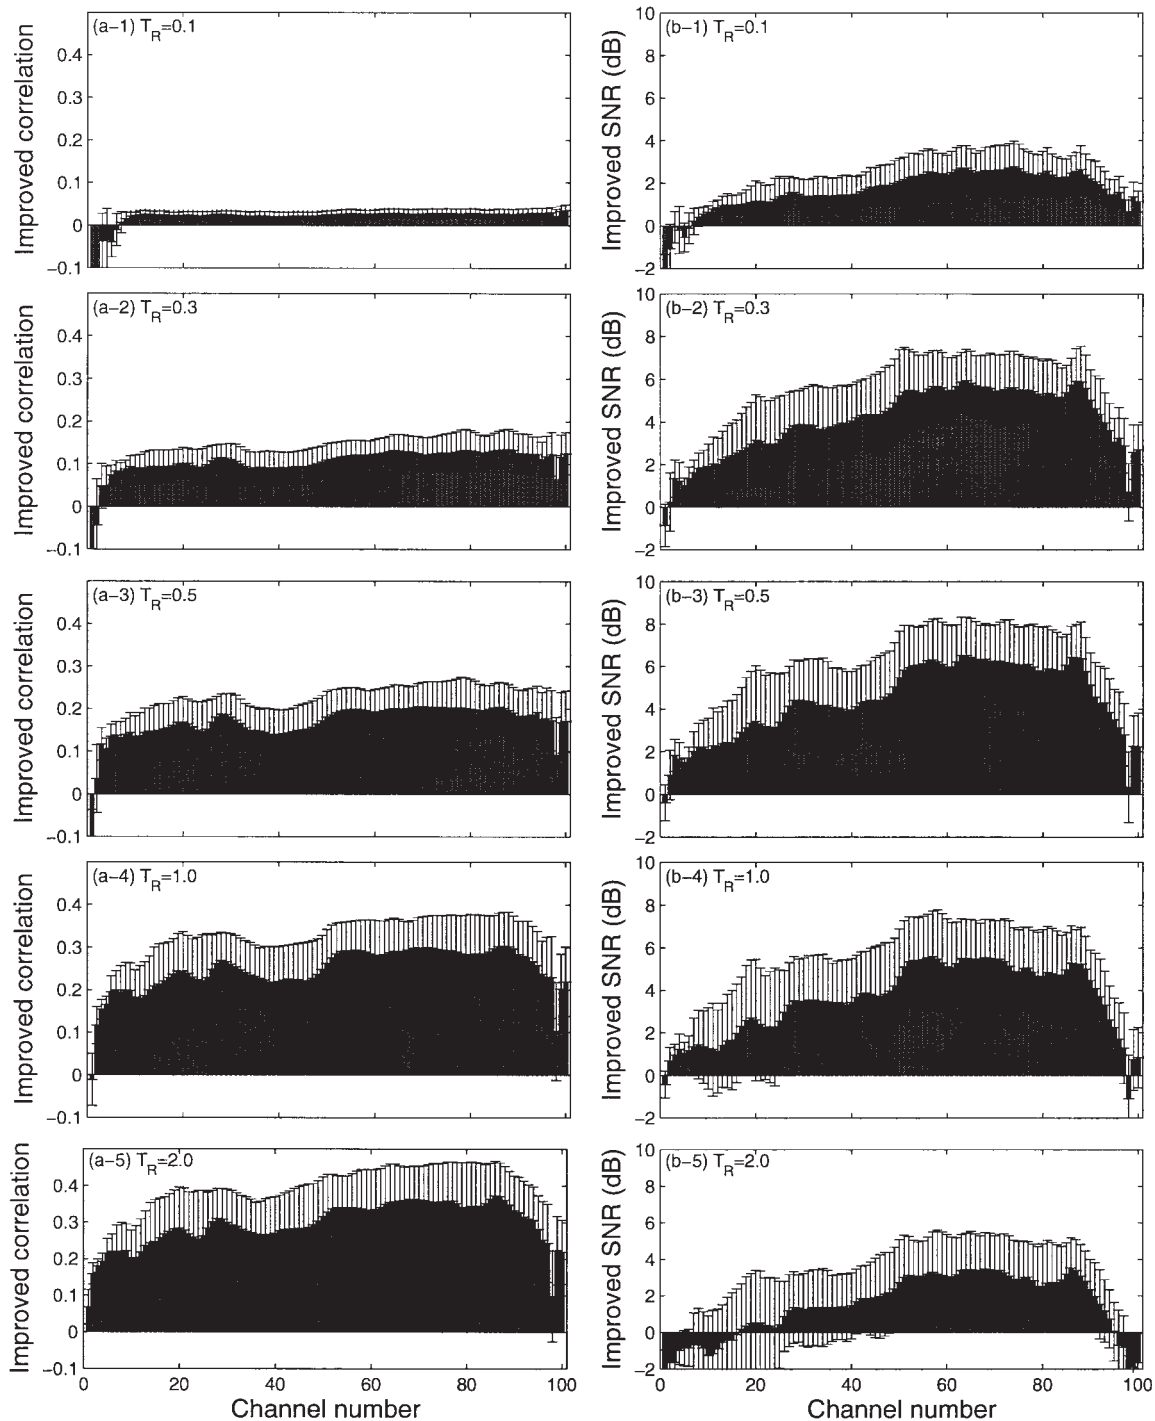 (a−1) T_R=0.1
Improved correlation
0.4
0.3
0.2
0.1
0
−0.1
(b−1) T_R=0.1
Improved SNR (dB)
10
8
6
4
2
0
−2
(a−2) T_R=0.3
Improved correlation
0.4
0.3
0.2
0.1
0
−0.1
(b−2) T_R=0.3
Improved SNR (dB)
10
8
6
4
2
0
−2
(a−3) T_R=0.5
Improved correlation
0.4
0.3
0.2
0.1
0
−0.1
(b−3) T_R=0.5
Improved SNR (dB)
10
8
6
4
2
0
−2
(a−4) T_R=1.0
Improved correlation
0.4
0.3
0.2
0.1
0
−0.1
(b−4) T_R=1.0
Improved SNR (dB)
10
8
6
4
2
0
−2
(a−5) T_R=2.0
Improved correlation
0.4
0.3
0.2
0.1
0
−0.1
0 20 40 60 80 100
Channel number
(b−5) T_R=2.0
Improved SNR (dB)
10
8
6
4
2
0
−2
0 20 40 60 80 100
Channel number